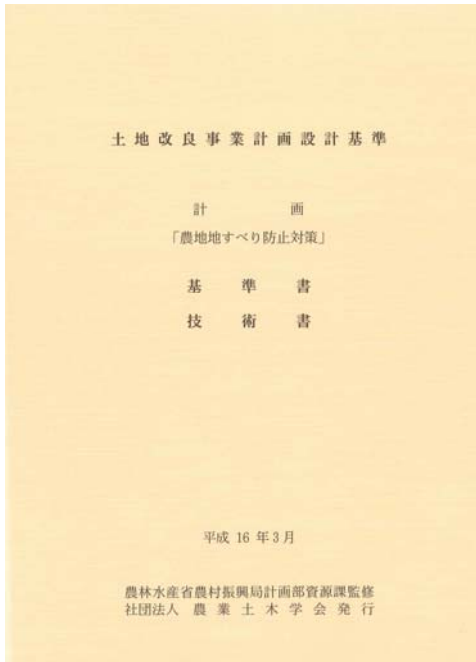 土地改良事業計画設計基準
計画
「農地地すべり防止対策」
基準書
技術書
平成 16 年3月
農林水産省農村振興局計画部資源課監修
社団法人 農業土木学会発行